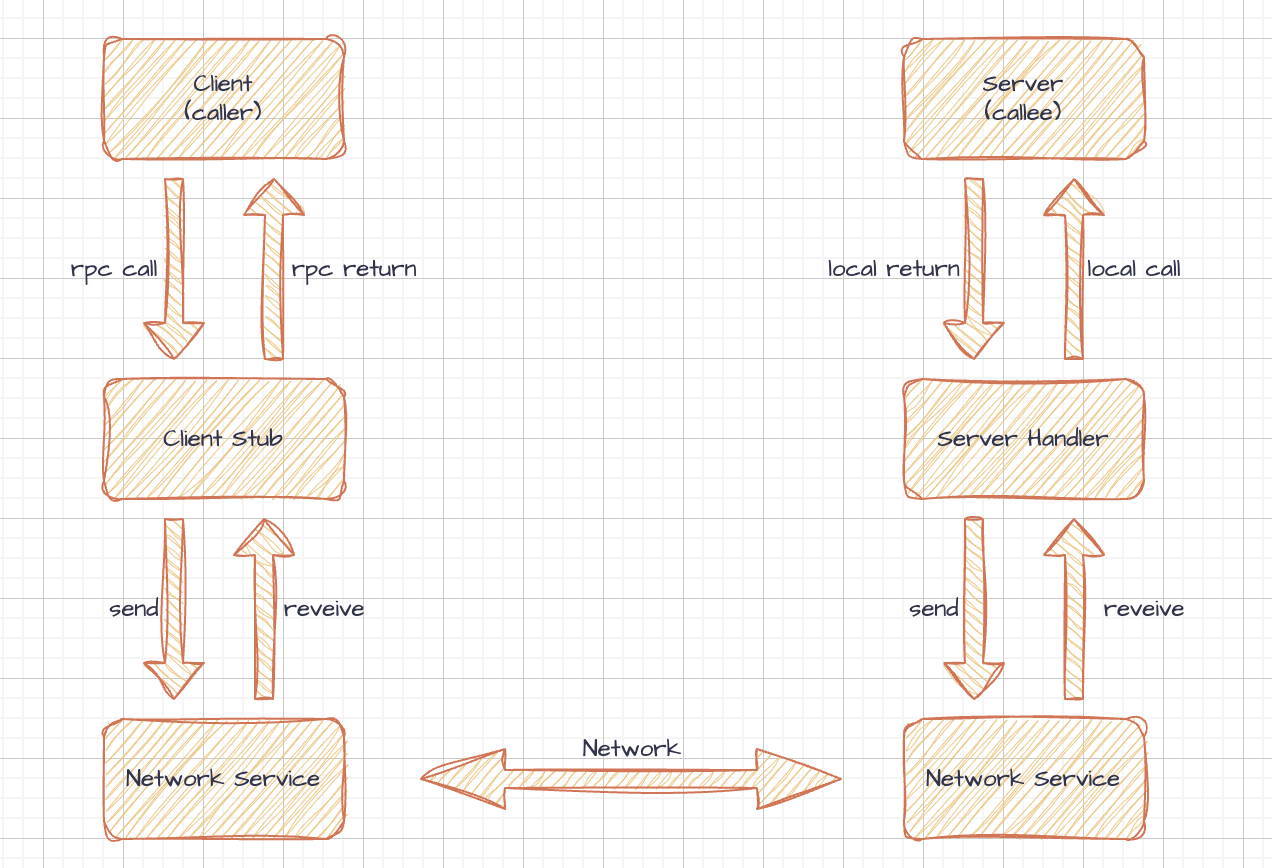 Client
(caller)
Server
(callee)
rpc call
rpc return
local return
local call
Client Stub
Server Handler
send
reveive
send
reveive
Network
Network Service
Network Service